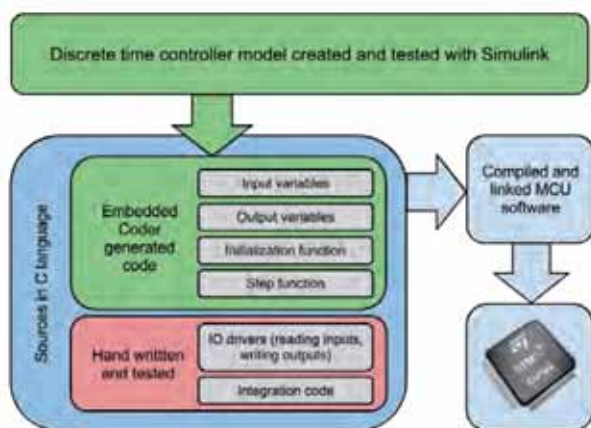 Discrete time controller model created and tested with Simulink
Sources in C language
Embedded
Coder
generated
code
Input variables
Output variables
Initialization function
Step function
Hand written
and tested
IO drivers (reading inputs,
writing outputs)
Integration code
Compiled and
linked MCU
software